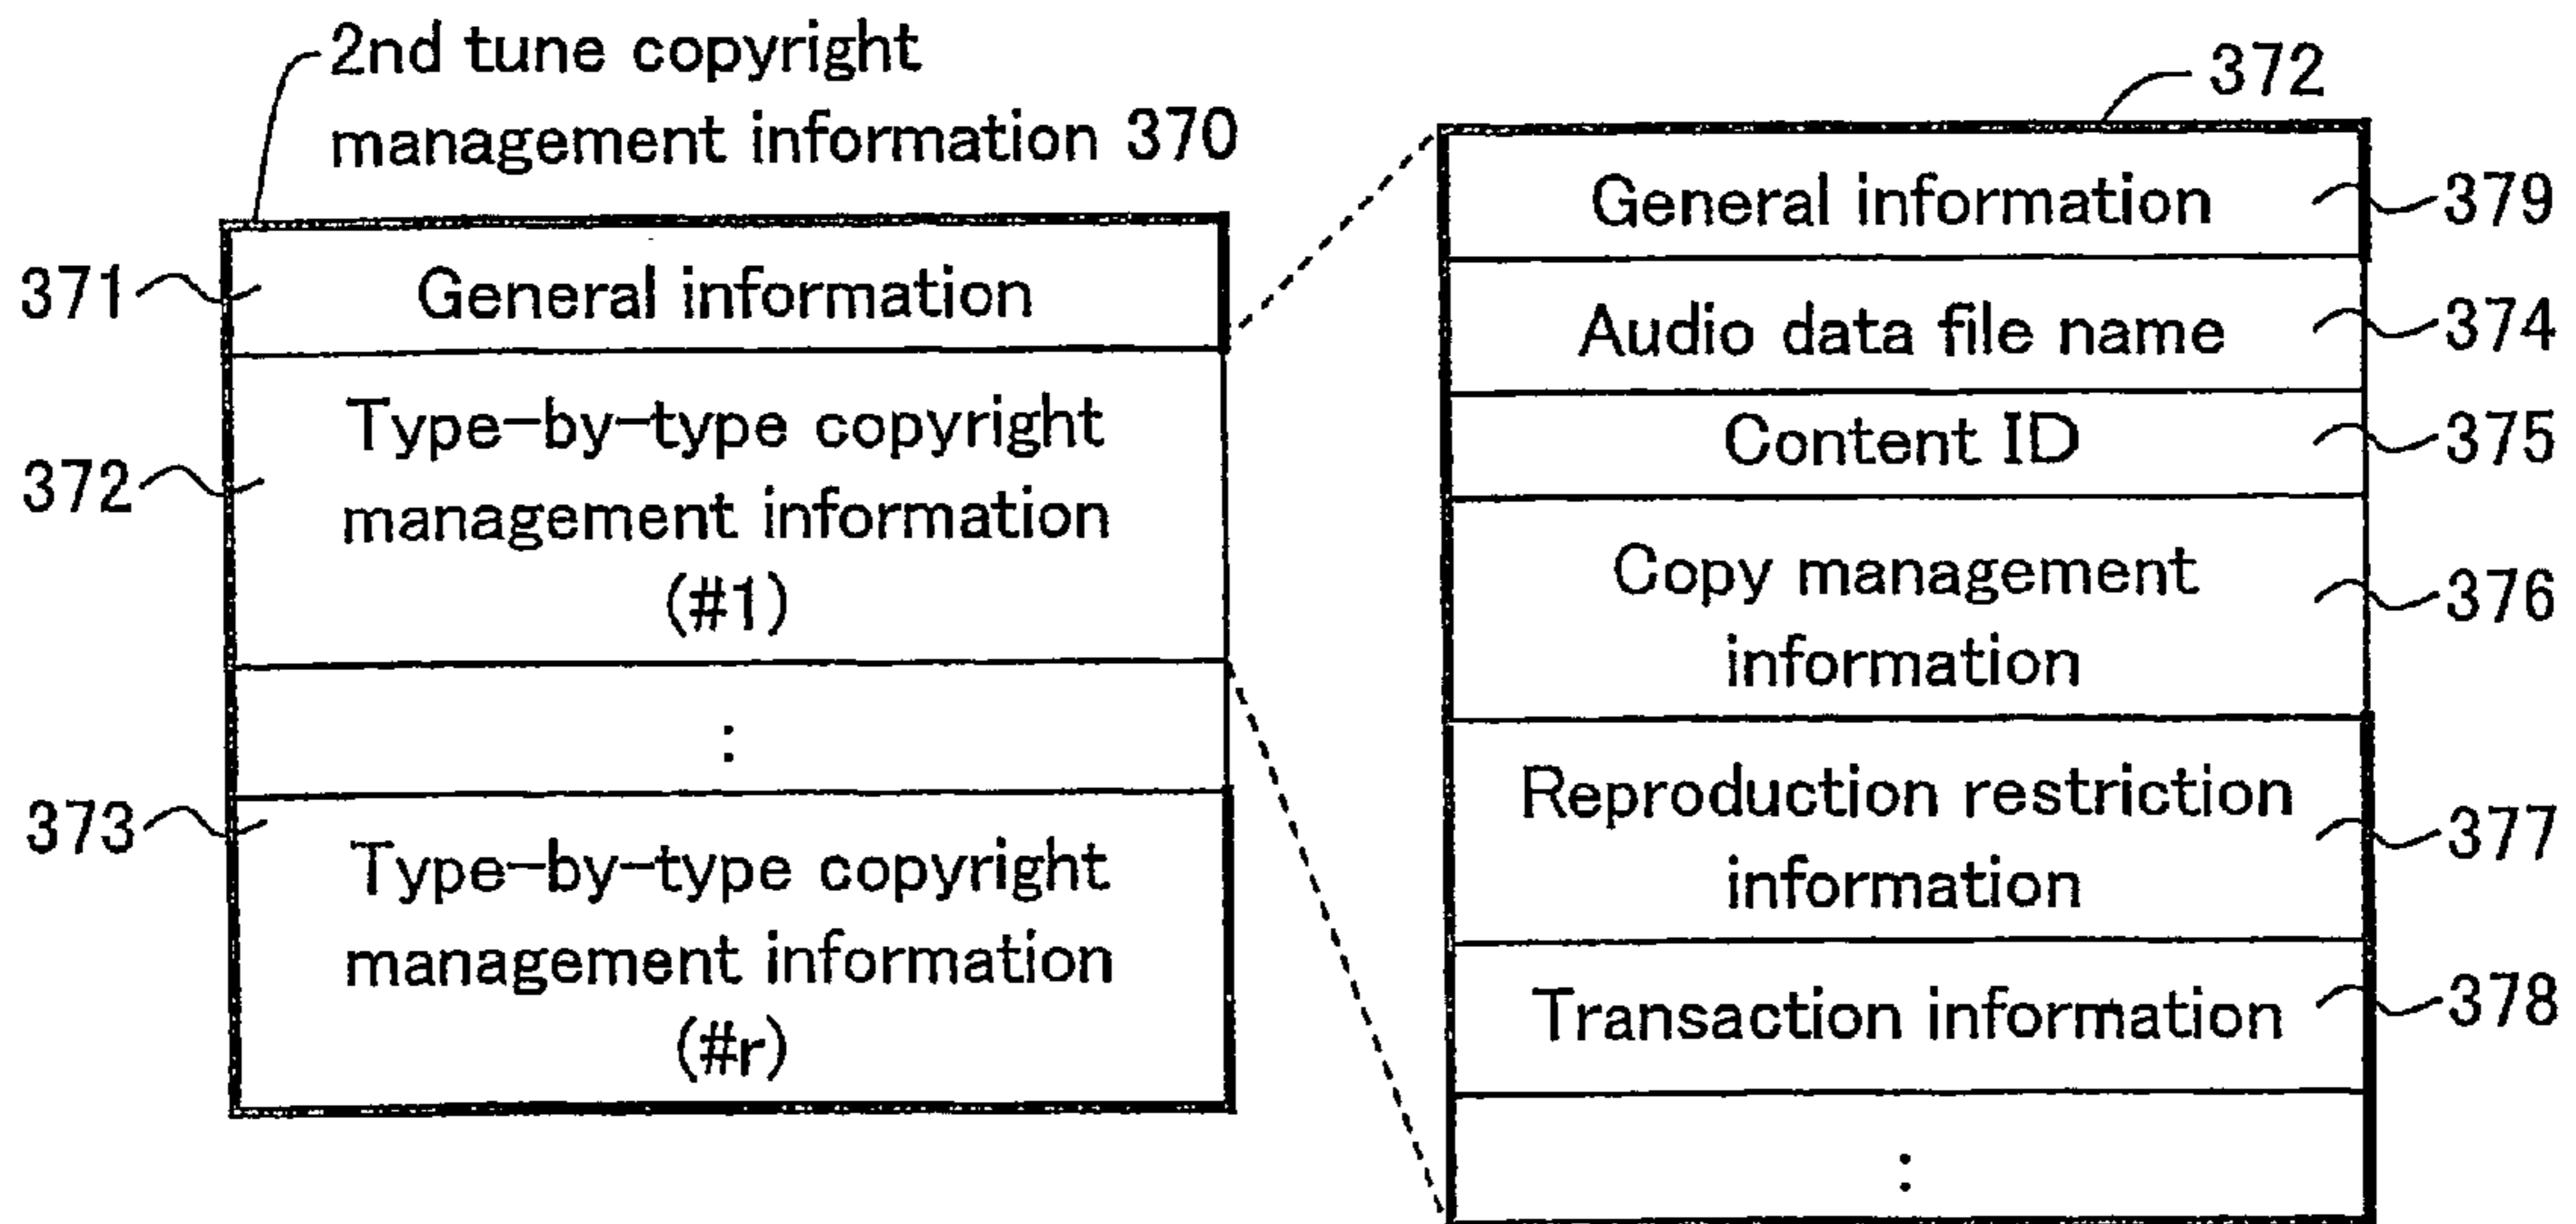 2nd tune copyright
management information 370
371
General information
372
Type-by-type copyright
management information
(#1)
:
373
Type-by-type copyright
management information
(#r)
372
General information
379
Audio data file name
374
Content ID
375
Copy management
information
376
Reproduction restriction
information
377
Transaction information
378
: